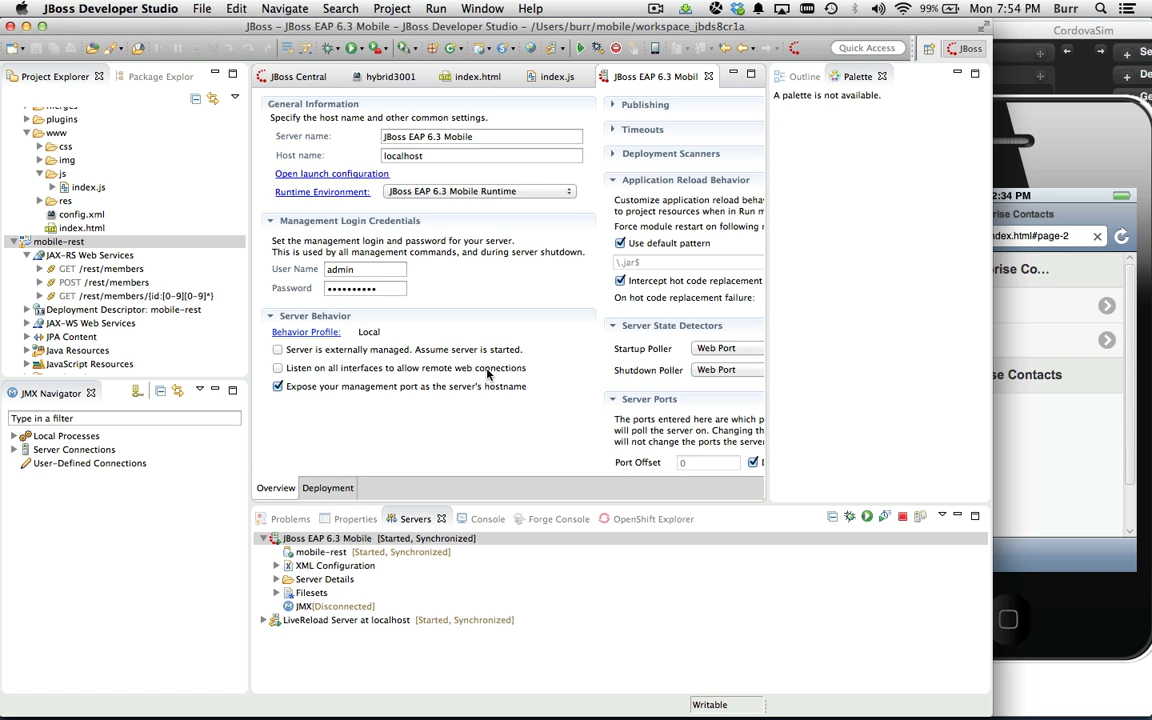 JBoss Developer Studio File Edit Navigate Search Project Run Window Help 99% Mon 7:54 PM Burr
JBoss EAP 6.3 Mobile – JBoss Developer Studio – /Users/burr/mobile/workspace_jbds8cr1a
CordovaSim
Quick Access
JBoss
Project Explorer
Package Explor
JBoss Central
hybrid3001
index.html
index.js
JBoss EAP 6.3 Mobil
Outline
Palette
A palette is not available.
plugins
www
css
img
js
index.js
res
config.xml
index.html
mobile-rest
JAX-RS Web Services
GET /rest/members
POST /rest/members
GET /rest/members/{id:[0-9][0-9]*}
Deployment Descriptor: mobile-rest
JAX-WS Web Services
JPA Content
Java Resources
JavaScript Resources
JMX Navigator
Type in a filter
Local Processes
Server Connections
User-Defined Connections
General Information
Specify the host name and other common settings.
Server name: JBoss EAP 6.3 Mobile
Host name: localhost
Open launch configuration
Runtime Environment: JBoss EAP 6.3 Mobile Runtime
Management Login Credentials
Set the management login and password for your server.
This is used by all management commands, and during server shutdown.
User Name admin
Password ••••••••••
Server Behavior
Behavior Profile: Local
Server is externally managed. Assume server is started.
Listen on all interfaces to allow remote web connections
Expose your management port as the server's hostname
Overview
Deployment
Publishing
Timeouts
Deployment Scanners
Application Reload Behavior
Customize application reload beha
to project resources when in Run m
Force module restart on following r
Use default pattern
\.jar$
Intercept hot code replacement
On hot code replacement failure:
Server State Detectors
Startup Poller Web Port
Shutdown Poller Web Port
Server Ports
The ports entered here are which p
will poll the server on. Changing th
will not change the ports the serve
Port Offset 0
Problems
Properties
Servers
Console
Forge Console
OpenShift Explorer
JBoss EAP 6.3 Mobile [Started, Synchronized]
mobile-rest [Started, Synchronized]
XML Configuration
Server Details
Filesets
JMX[Disconnected]
LiveReload Server at localhost [Started, Synchronized]
Writable
2:34 PM
rise Contacts
ndex.html#page-2
rise Co...
se Contacts